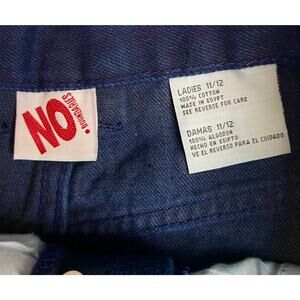 NO
BOUNDARIES
LADIES 11/12
100% COTTON
MADE IN EGYPT
SEE REVERSE FOR CARE
DAMAS 11/12
100% ALGODON
HECHO EN EGIPTO
VE EL REVERSO PARA EL CUIDADO